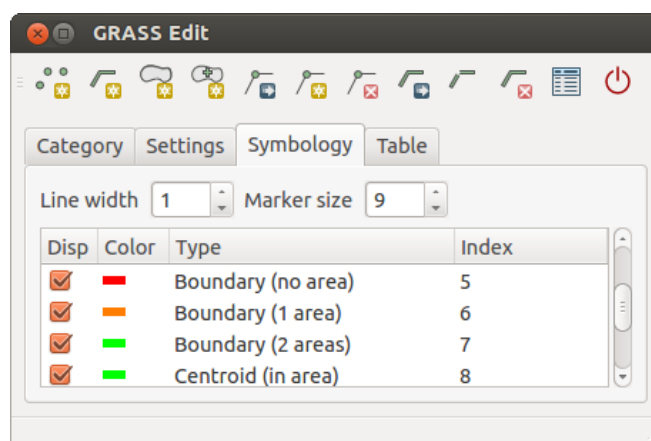 GRASS Edit
Category Settings Symbology Table
Line width 1 Marker size 9
Disp Color Type Index
Boundary (no area) 5
Boundary (1 area) 6
Boundary (2 areas) 7
Centroid (in area) 8